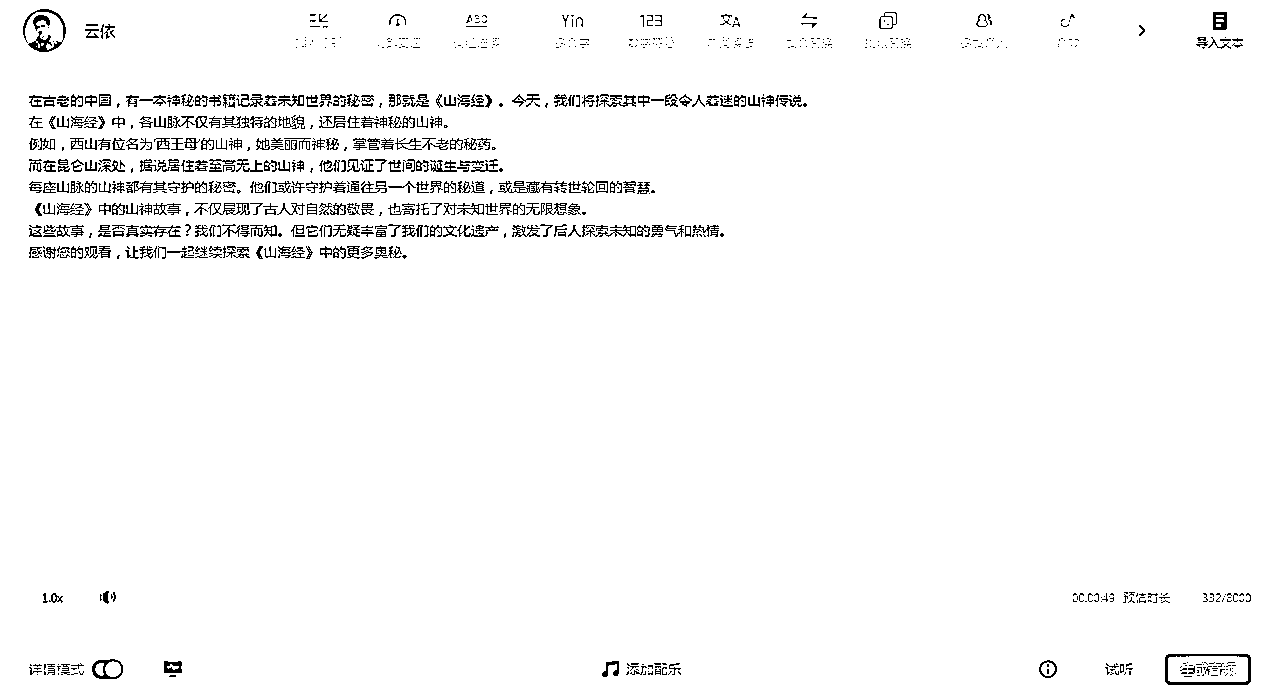 云依
Yin
123
文A
导入文本
在古老的中国，有一本神秘的书籍记录着未知世界的秘密，那就是《山海经》。今天，我们将探索其中一段令人着迷的山神传说。
在《山海经》中，各山脉不仅有其独特的地貌，还居住着神秘的山神。
例如，西山有位名为'西王母'的山神，她美丽而神秘，掌管着长生不老的秘药。
而在昆仑山深处，据说居住着至高无上的山神，他们见证了世间的诞生与变迁。
每座山脉的山神都有其守护的秘密。他们或许守护着通往另一个世界的秘道，或是藏有转世轮回的智慧。
《山海经》中的山神故事，不仅展现了古人对自然的敬畏，也寄托了对未知世界的无限想象。
这些故事，是否真实存在？我们不得而知。但它们无疑丰富了我们的文化遗产，激发了后人探索未知的勇气和热情。
感谢您的观看，让我们一起继续探索《山海经》中的更多奥秘。
1.0x
00:00:49 预估时长
详情模式
添加配乐
试听
生成音频